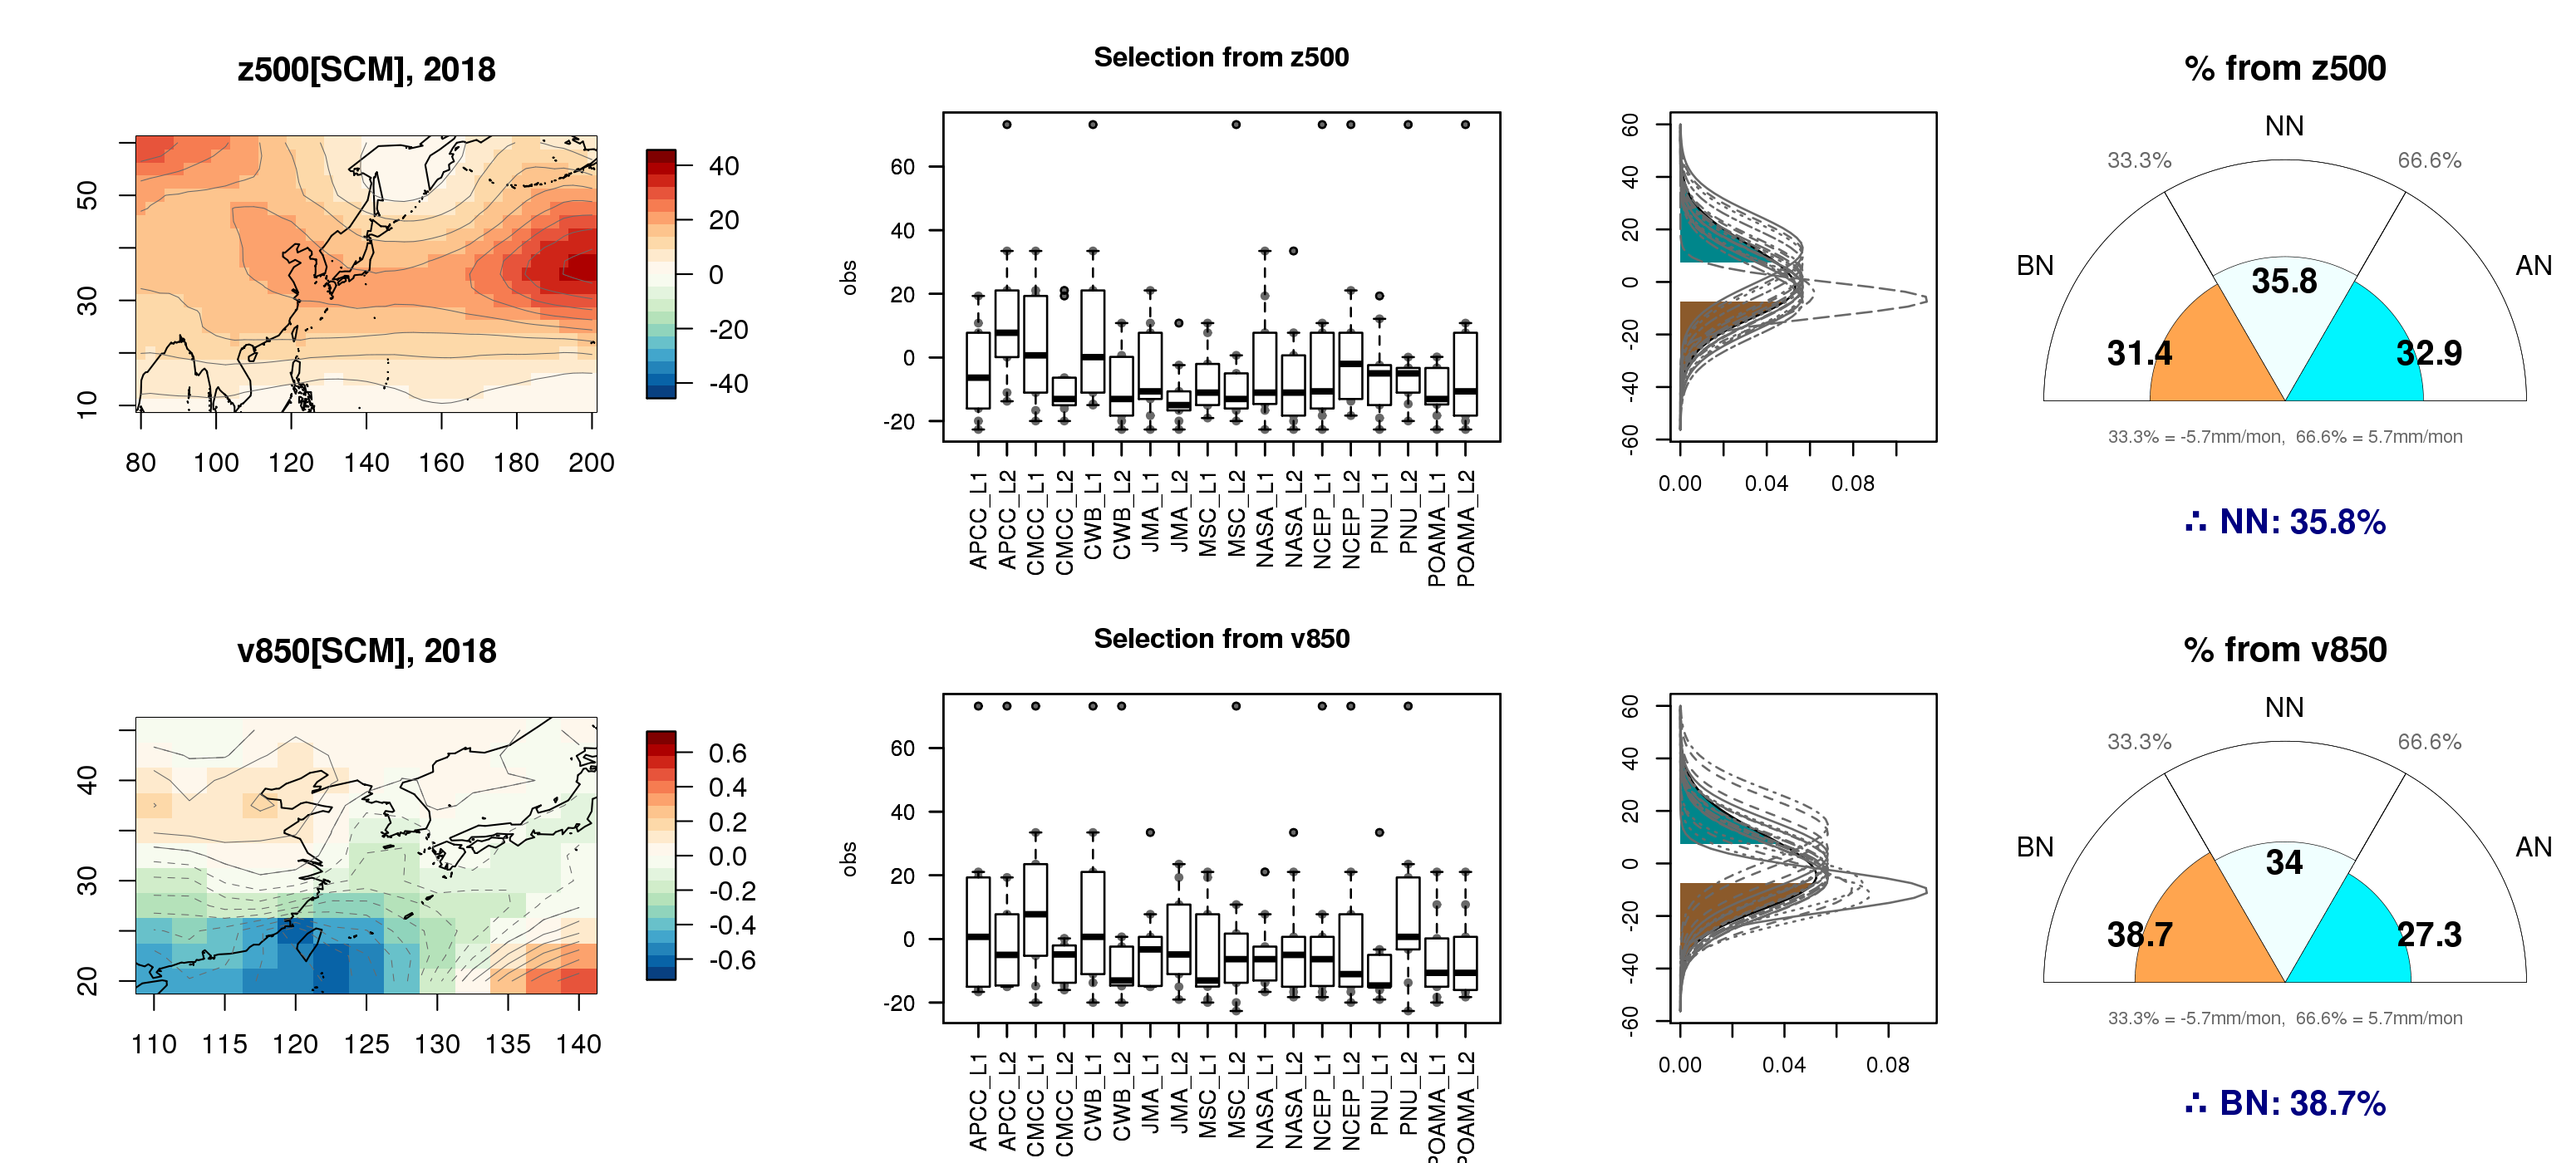 z500[SCM], 2018
50
30
10
80 100 120 140 160 180 200
40
20
0
-20
-40
Selection from z500
obs
60
40
20
0
-20
APCC_L1
APCC_L2
CMCC_L1
CMCC_L2
CWB_L1
CWB_L2
JMA_L1
JMA_L2
MSC_L1
MSC_L2
NASA_L1
NASA_L2
NCEP_L1
NCEP_L2
PNU_L1
PNU_L2
POAMA_L1
POAMA_L2
60
40
20
0
-20
-40
-60
0.00 0.04 0.08
% from z500
NN
33.3% 66.6%
BN AN
35.8
31.4 32.9
33.3% = -5.7mm/mon, 66.6% = 5.7mm/mon
∴ NN: 35.8%
v850[SCM], 2018
40
30
20
110 115 120 125 130 135 140
0.6
0.4
0.2
0.0
-0.2
-0.4
-0.6
Selection from v850
obs
60
40
20
0
-20
APCC_L1
APCC_L2
CMCC_L1
CMCC_L2
CWB_L1
CWB_L2
JMA_L1
JMA_L2
MSC_L1
MSC_L2
NASA_L1
NASA_L2
NCEP_L1
NCEP_L2
PNU_L1
PNU_L2
POAMA_L1
POAMA_L2
60
40
20
0
-20
-40
-60
0.00 0.04 0.08
% from v850
NN
33.3% 66.6%
BN AN
34
38.7 27.3
33.3% = -5.7mm/mon, 66.6% = 5.7mm/mon
∴ BN: 38.7%